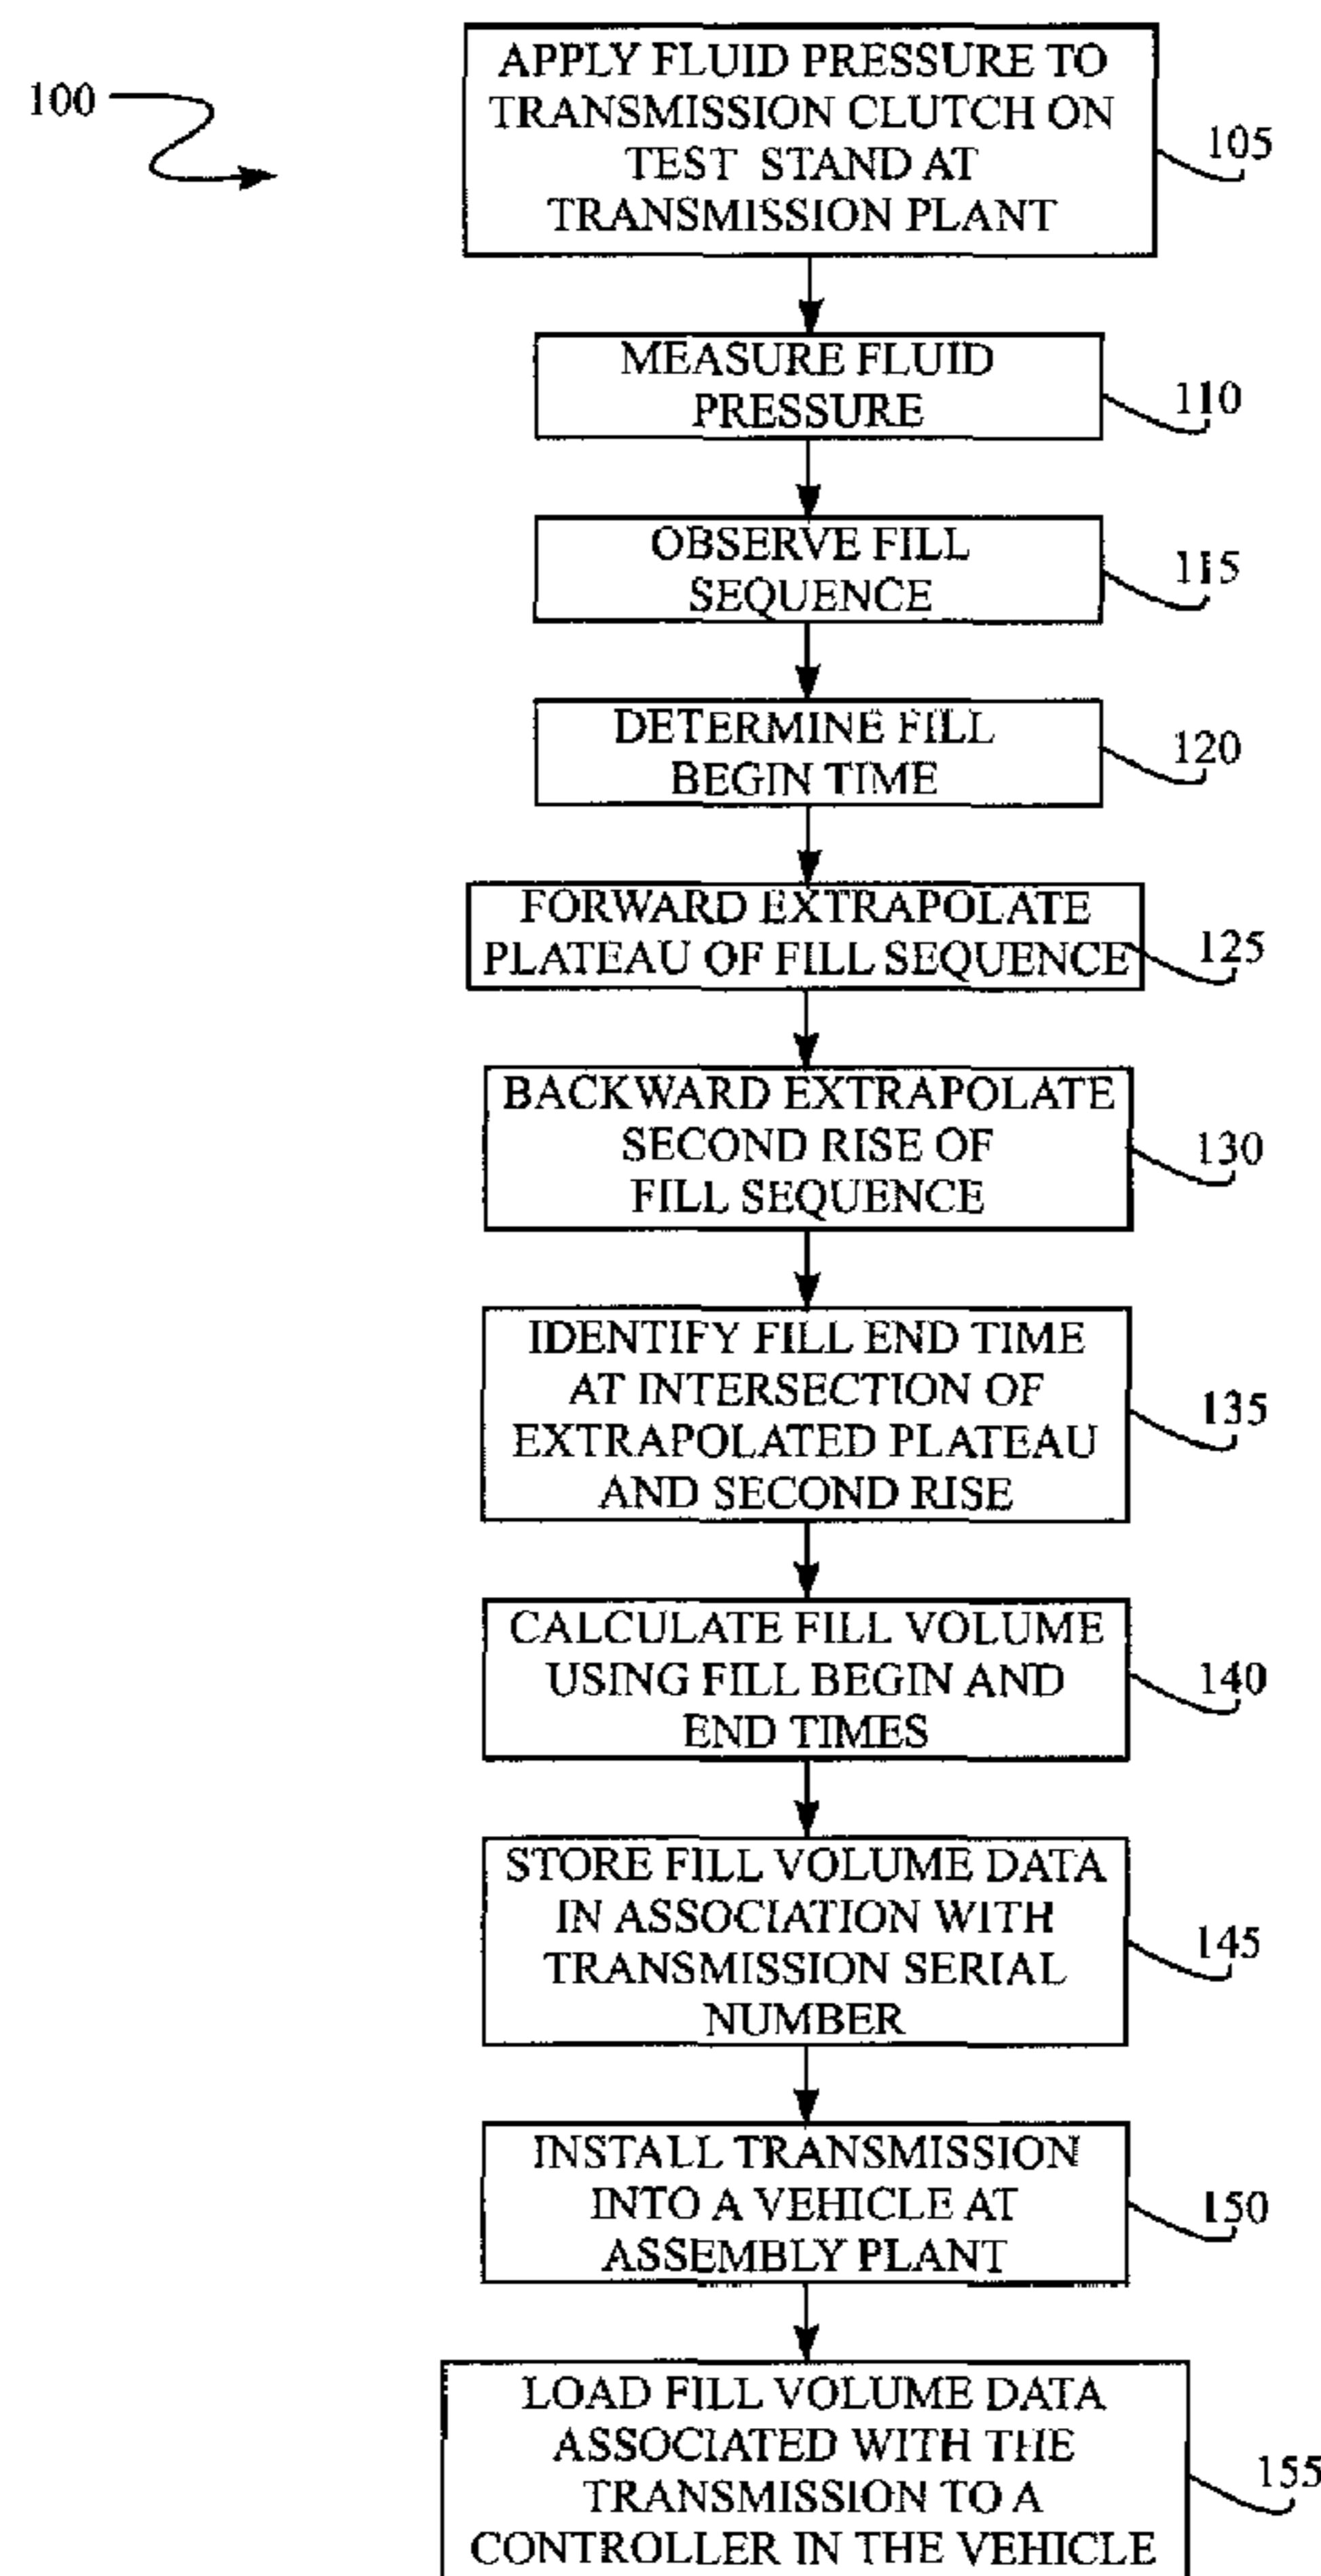 100
APPLY FLUID PRESSURE TO
TRANSMISSION CLUTCH ON
TEST STAND AT
TRANSMISSION PLANT
105
MEASURE FLUID
PRESSURE
110
OBSERVE FILL
SEQUENCE
115
DETERMINE FILL
BEGIN TIME
120
FORWARD EXTRAPOLATE
PLATEAU OF FILL SEQUENCE
125
BACKWARD EXTRAPOLATE
SECOND RISE OF
FILL SEQUENCE
130
IDENTIFY FILL END TIME
AT INTERSECTION OF
EXTRAPOLATED PLATEAU
AND SECOND RISE
135
CALCULATE FILL VOLUME
USING FILL BEGIN AND
END TIMES
140
STORE FILL VOLUME DATA
IN ASSOCIATION WITH
TRANSMISSION SERIAL
NUMBER
145
INSTALL TRANSMISSION
INTO A VEHICLE AT
ASSEMBLY PLANT
150
LOAD FILL VOLUME DATA
ASSOCIATED WITH THE
TRANSMISSION TO A
CONTROLLER IN THE VEHICLE
155